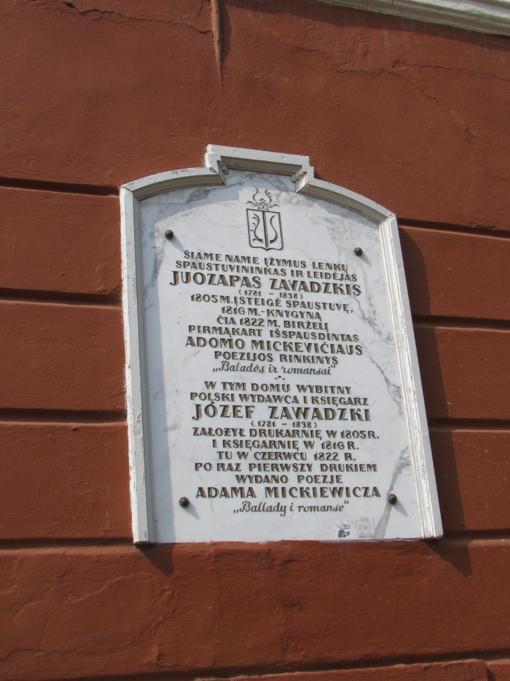 ŠIAME NAME ĮŽYMUS LENKŲ
SPAUSTUVININKAS IR LEIDĖJAS
JUOZAPAS ZAVADZKIS
(1781 - 1838)
1805 M. ĮSTEIGĖ SPAUSTUVĘ,
1816 M.- KNYGYNĄ
ČIA 1822 M. BIRŽELĮ
PIRMĄKART IŠSPAUSDINTAS
ADOMO MICKEVIČIAUS
POEZIJOS RINKINYS
„Baladės ir romansai”
W TYM DOMU WYBITNY
POLSKI WYDAWCA I KSIĘGARZ
JÓZEF ZAWADZKI
(1781 - 1838)
ZAŁOŻYŁ DRUKARNIĘ W 1805 R.
I KSIĘGARNIĘ W 1816 R.
TU W CZERWCU 1822 R.
PO RAZ PIERWSZY DRUKIEM
WYDANO POEZJE
ADAMA MICKIEWICZA
„Ballady i romanse”